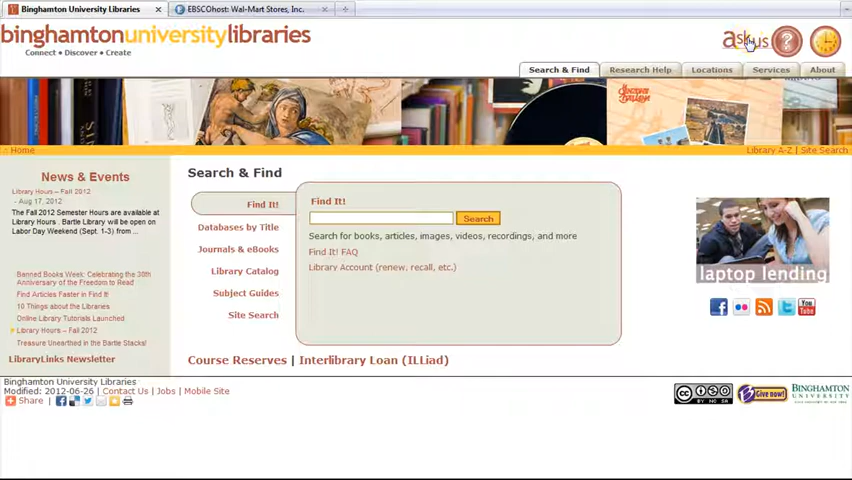 Binghamton University Libraries
EBSCOhost: Wal-Mart Stores, Inc.
binghamtonuniversitylibraries
Connect • Discover • Create
ask us ?
Search & Find
Research Help
Locations
Services
About
Home
Library A-Z | Site Search
News & Events
Library Hours – Fall 2012
- Aug 17, 2012
The Fall 2012 Semester Hours are available at
Library Hours . Bartle Library will be open on
Labor Day Weekend (Sept. 1-3) from ...
Banned Books Week: Celebrating the 30th
Anniversary of the Freedom to Read
Find Articles Faster in Find It!
10 Things about the Libraries
Online Library Tutorials Launched
Library Hours – Fall 2012
Treasure Unearthed in the Bartle Stacks!
LibraryLinks Newsletter
Search & Find
Find It!
Databases by Title
Journals & eBooks
Library Catalog
Subject Guides
Site Search
Find It!
Search
Search for books, articles, images, videos, recordings, and more
Find It! FAQ
Library Account (renew, recall, etc.)
Course Reserves | Interlibrary Loan (ILLiad)
laptop lending
You
Tube
Binghamton University Libraries
Modified: 2012-06-26 | Contact Us | Jobs | Mobile Site
Share
cc
BY NC SA
Give now!
BINGHAMTON
UNIVERSITY